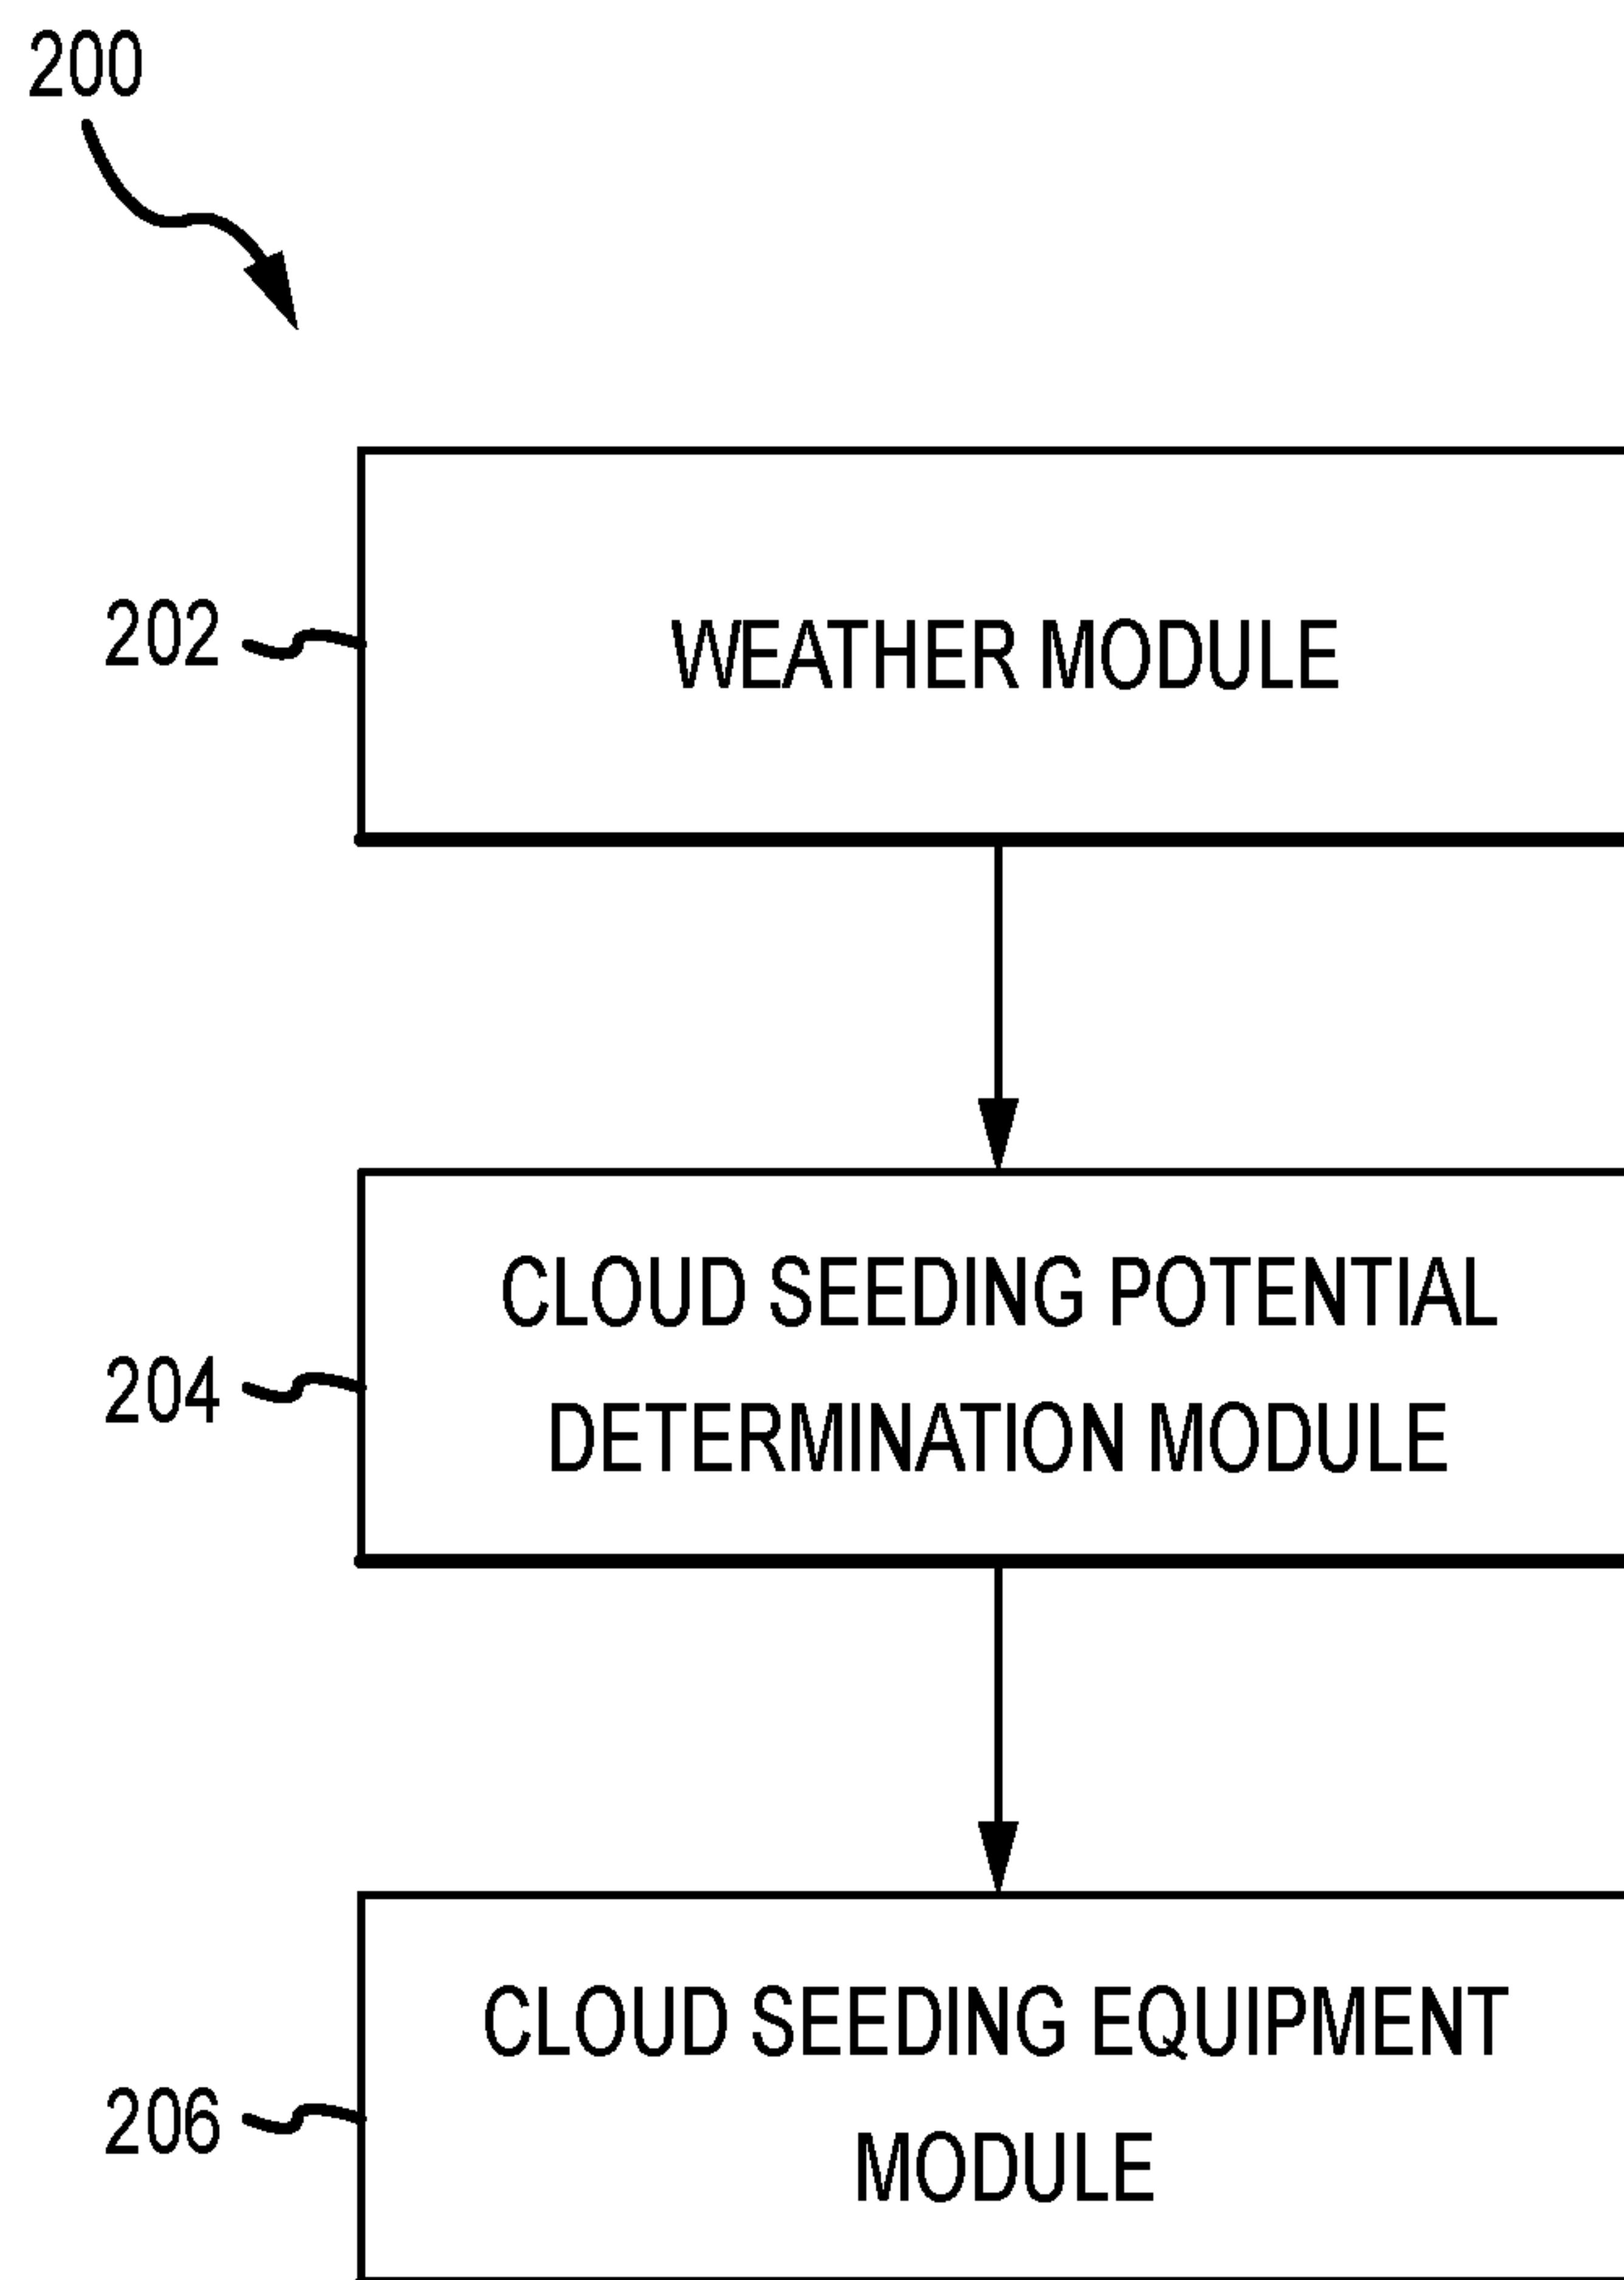 200
202
WEATHER MODULE
204
CLOUD SEEDING POTENTIAL
DETERMINATION MODULE
206
CLOUD SEEDING EQUIPMENT
MODULE